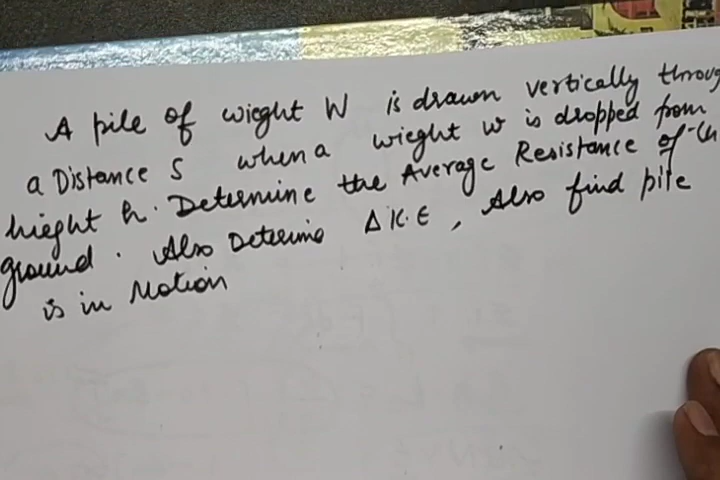 A pile of wieght W is drawn vertically throug
a Distance S when a wieght w is dropped from
hieght h. Determine the Average Resistance of
ground. Also Determine Δ K.E, Also find pile
is in Motion